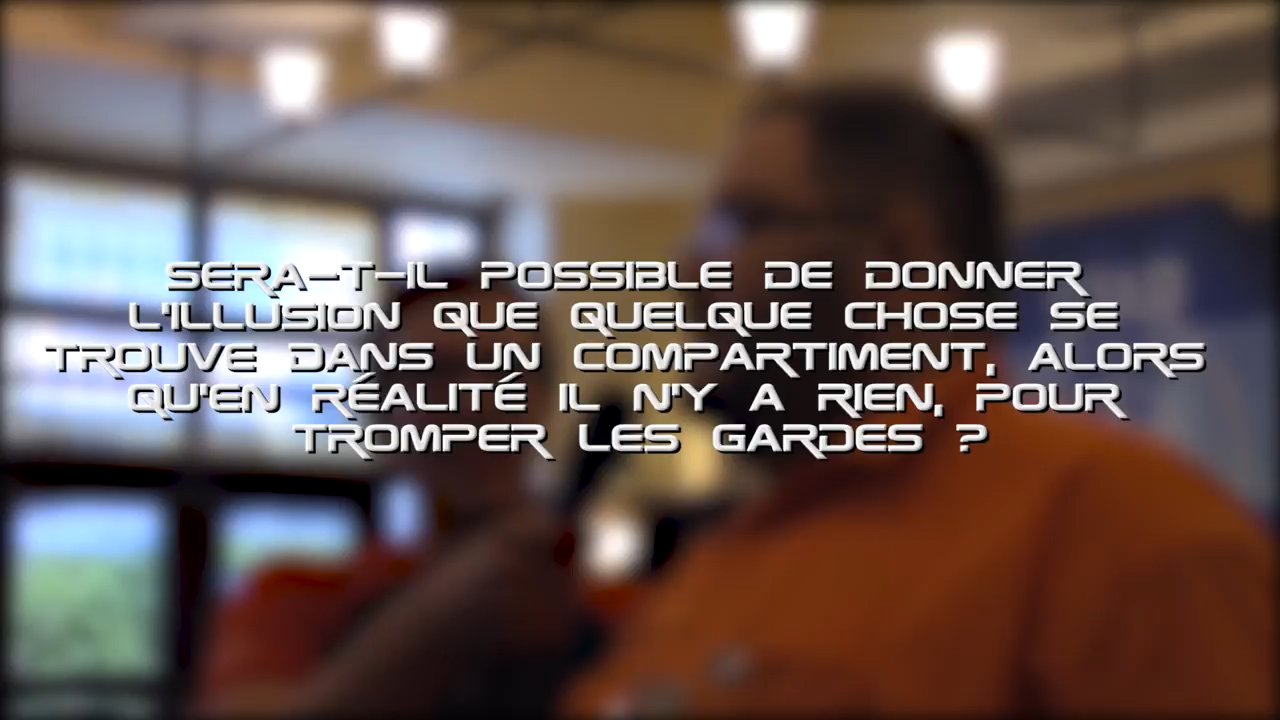 SERA-T-IL POSSIBLE DE DONNER
L'ILLUSION QUE QUELQUE CHOSE SE
TROUVE DANS UN COMPARTIMENT, ALORS
QU'EN RÉALITÉ IL N'Y A RIEN, POUR
TROMPER LES GARDES ?